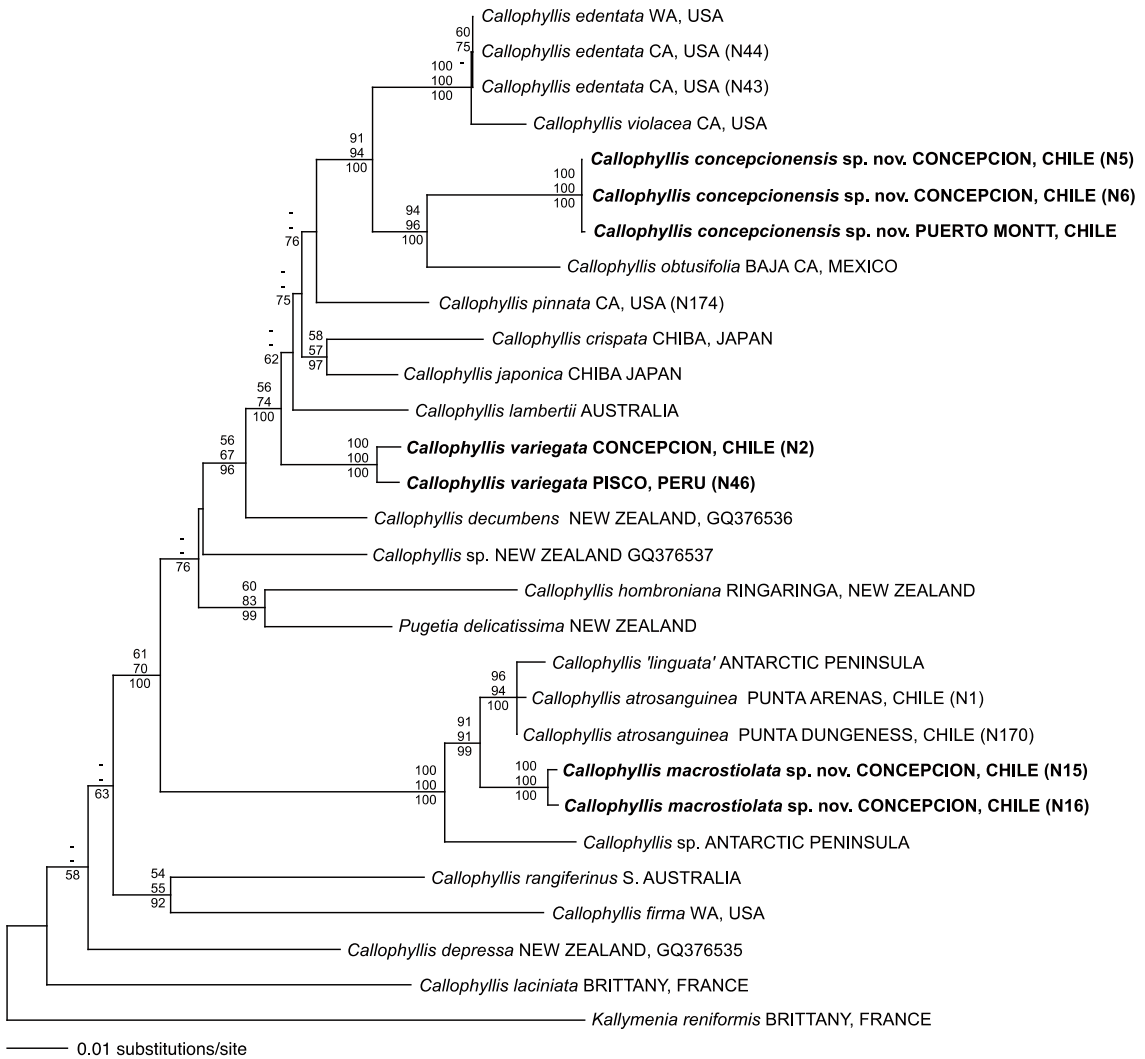 Callophyllis edentata WA, USA
60
75
-
Callophyllis edentata CA, USA (N44)
100
100
100
Callophyllis edentata CA, USA (N43)
Callophyllis violacea CA, USA
91
94
100
Callophyllis concepcionensis sp. nov. CONCEPCION, CHILE (N5)
100
100
100
Callophyllis concepcionensis sp. nov. CONCEPCION, CHILE (N6)
94
96
100
Callophyllis concepcionensis sp. nov. PUERTO MONTT, CHILE
-
-
76
Callophyllis obtusifolia BAJA CA, MEXICO
-
-
75
Callophyllis pinnata CA, USA (N174)
Callophyllis crispata CHIBA, JAPAN
58
57
97
-
-
62
Callophyllis japonica CHIBA JAPAN
56
74
100
Callophyllis lambertii AUSTRALIA
Callophyllis variegata CONCEPCION, CHILE (N2)
100
100
100
56
67
96
Callophyllis variegata PISCO, PERU (N46)
Callophyllis decumbens NEW ZEALAND, GQ376536
-
-
76
Callophyllis sp. NEW ZEALAND GQ376537
Callophyllis hombroniana RINGARINGA, NEW ZEALAND
60
83
99
Pugetia delicatissima NEW ZEALAND
61
70
100
Callophyllis 'linguata' ANTARCTIC PENINSULA
96
94
100
Callophyllis atrosanguinea PUNTA ARENAS, CHILE (N1)
91
91
99
Callophyllis atrosanguinea PUNTA DUNGENESS, CHILE (N170)
100
100
100
Callophyllis macrostiolata sp. nov. CONCEPCION, CHILE (N15)
100
100
100
Callophyllis macrostiolata sp. nov. CONCEPCION, CHILE (N16)
-
-
63
Callophyllis sp. ANTARCTIC PENINSULA
-
-
58
Callophyllis rangiferinus S. AUSTRALIA
54
55
92
Callophyllis firma WA, USA
Callophyllis depressa NEW ZEALAND, GQ376535
Callophyllis laciniata BRITTANY, FRANCE
Kallymenia reniformis BRITTANY, FRANCE
0.01 substitutions/site